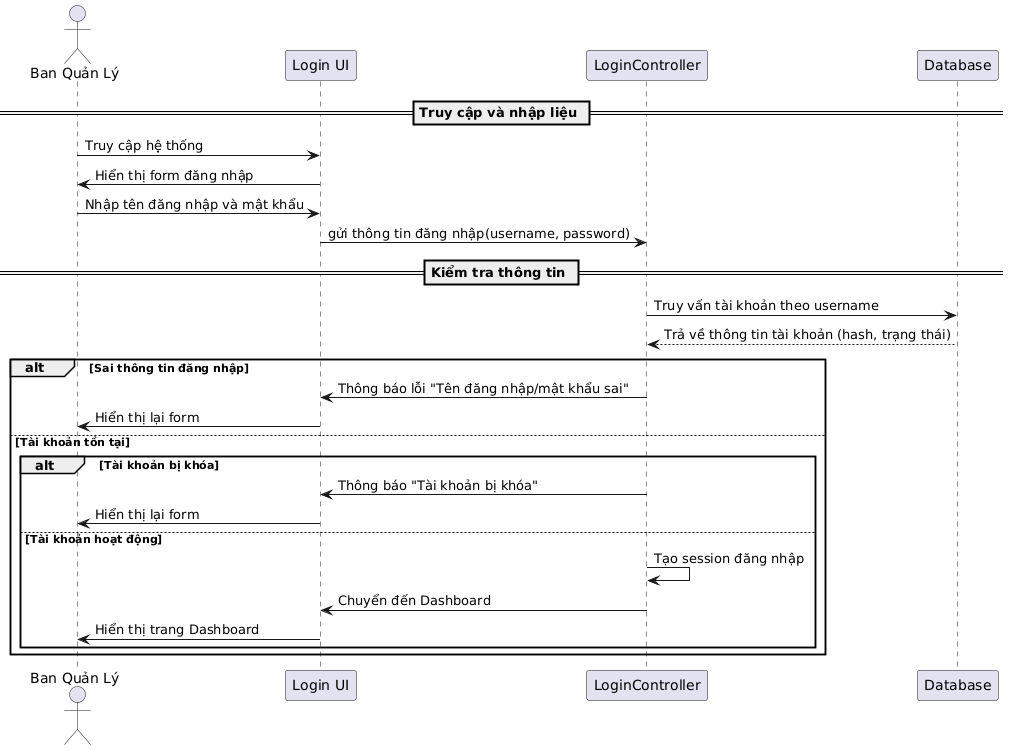 Ban Quản Lý
Login UI
LoginController
Database
Truy cập và nhập liệu
Truy cập hệ thống
Hiển thị form đăng nhập
Nhập tên đăng nhập và mật khẩu
gửi thông tin đăng nhập(username, password)
Kiểm tra thông tin
Truy vấn tài khoản theo username
Trả về thông tin tài khoản (hash, trạng thái)
alt
[Sai thông tin đăng nhập]
Thông báo lỗi "Tên đăng nhập/mật khẩu sai"
Hiển thị lại form
[Tài khoản tồn tại]
alt
[Tài khoản bị khóa]
Thông báo "Tài khoản bị khóa"
Hiển thị lại form
[Tài khoản hoạt động]
Tạo session đăng nhập
Chuyển đến Dashboard
Hiển thị trang Dashboard
Ban Quản Lý
Login UI
LoginController
Database